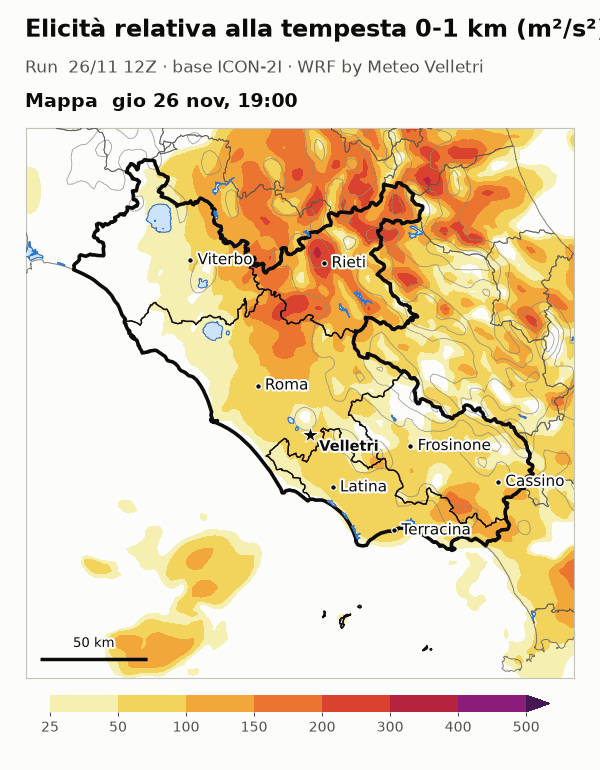 Elicità relativa alla tempesta 0-1 km (m²/s²)
Run 26/11 12Z · base ICON-2I · WRF by Meteo Velletri
Mappa gio 26 nov, 19:00
Viterbo
Rieti
Roma
Velletri
Frosinone
Cassino
Latina
Terracina
50 km
25 50 100 150 200 300 400 500